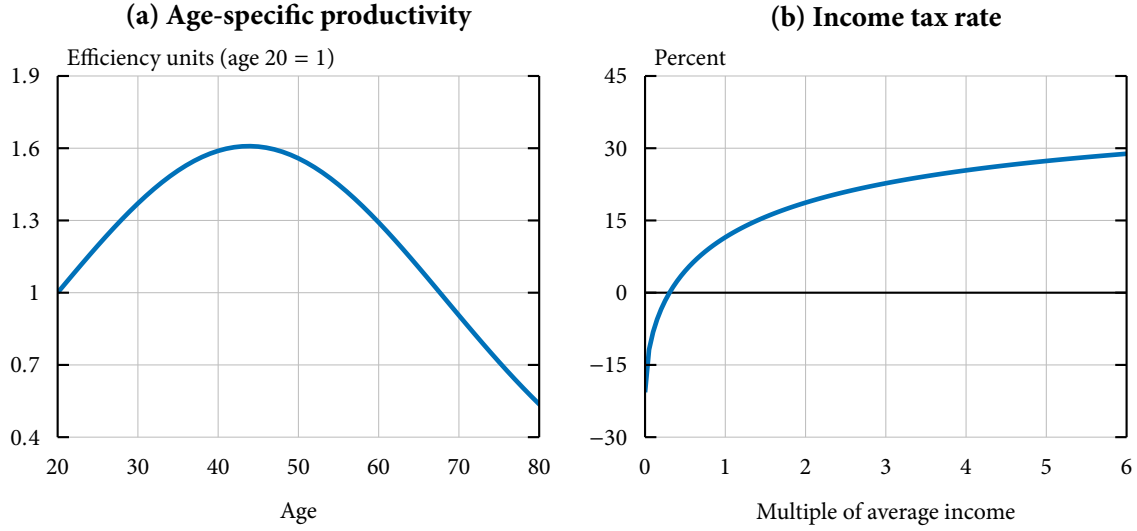 (a) Age-specific productivity
Efficiency units (age 20 = 1)
1.9
1.6
1.3
1
0.7
0.4
20 30 40 50 60 70 80
Age
(b) Income tax rate
Percent
45
30
15
0
−15
−30
0 1 2 3 4 5 6
Multiple of average income